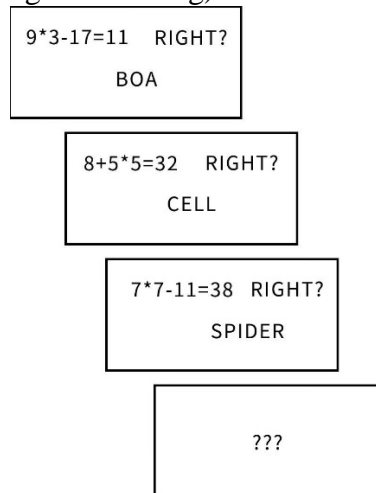 9*3-17=11 RIGHT?
BOA
8+5*5=32 RIGHT?
CELL
7*7-11=38 RIGHT?
SPIDER
???